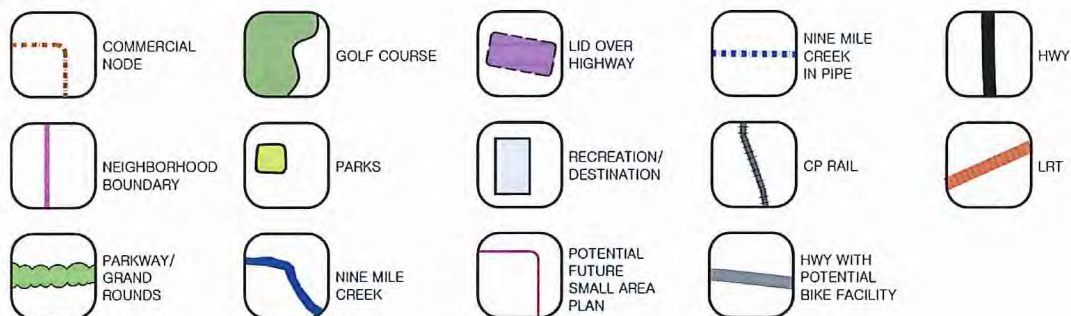 COMMERCIAL
NODE
GOLF COURSE
LID OVER
HIGHWAY
NINE MILE
CREEK
IN PIPE
HWY
NEIGHBORHOOD
BOUNDARY
PARKS
RECREATION/
DESTINATION
CP RAIL
LRT
PARKWAY/
GRAND
ROUNDS
NINE MILE
CREEK
POTENTIAL
FUTURE
SMALL AREA
PLAN
HWY WITH
POTENTIAL
BIKE FACILITY